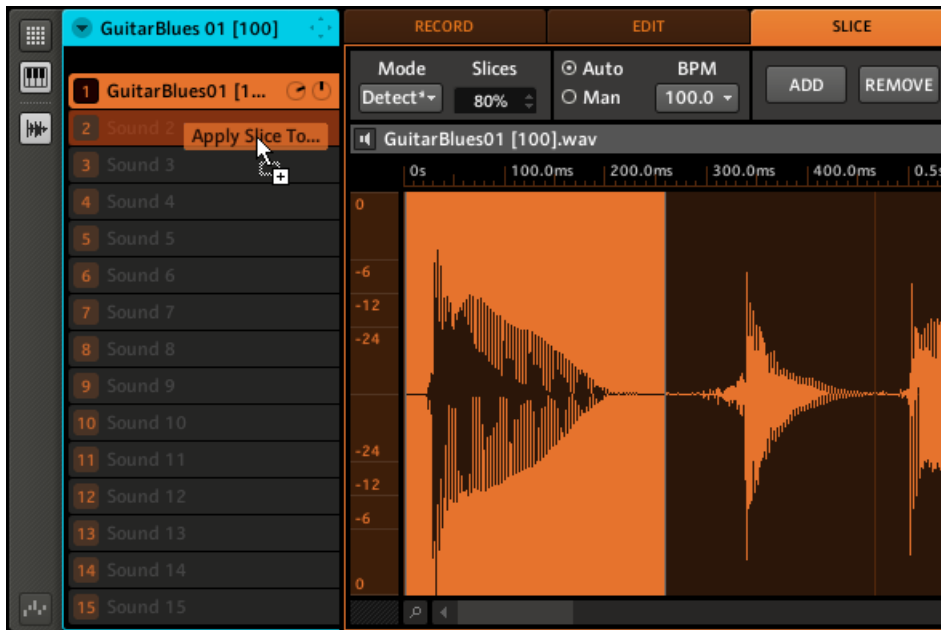 GuitarBlues 01 [100]
RECORD
EDIT
SLICE
Mode
Slices
Auto
BPM
Detect*
80%
Man
100.0
ADD
REMOVE
1 GuitarBlues01 [1...
2 Sound 2
Apply Slice To...
3 Sound 3
4 Sound 4
5 Sound 5
6 Sound 6
7 Sound 7
8 Sound 8
9 Sound 9
10 Sound 10
11 Sound 11
12 Sound 12
13 Sound 13
14 Sound 14
15 Sound 15
GuitarBlues01 [100].wav
0s 100.0ms 200.0ms 300.0ms 400.0ms 0.5s
0
-6
-12
-24
-24
-12
-6
0